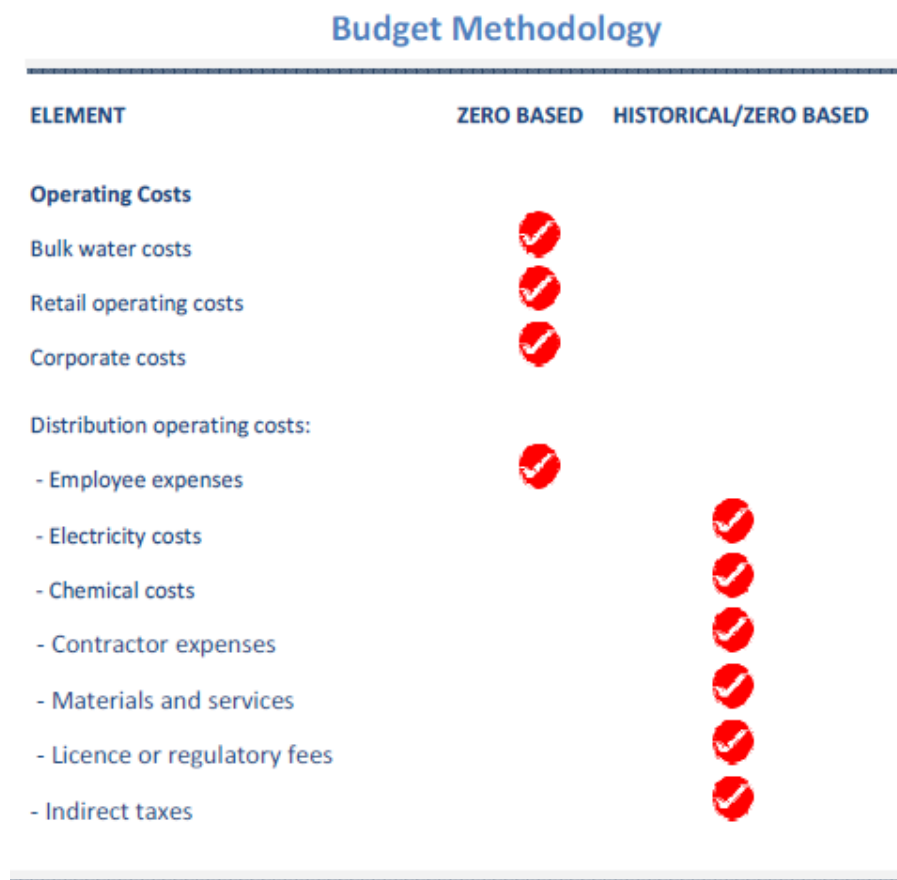 Budget Methodology
ELEMENT ZERO BASED HISTORICAL/ZERO BASED
Operating Costs
Bulk water costs
Retail operating costs
Corporate costs
Distribution operating costs:
- Employee expenses
- Electricity costs
- Chemical costs
- Contractor expenses
- Materials and services
- Licence or regulatory fees
- Indirect taxes